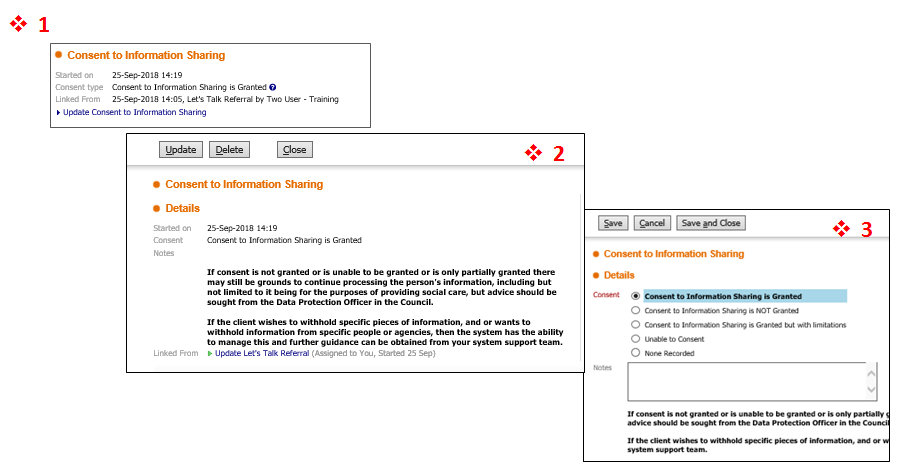 1
Consent to Information Sharing
Started on 25-Sep-2018 14:19
Consent type Consent to Information Sharing is Granted ?
Linked From 25-Sep-2018 14:05, Let's Talk Referral by Two User - Training
Update Consent to Information Sharing
Update Delete Close
2
Consent to Information Sharing
Details
Started on 25-Sep-2018 14:19
Consent Consent to Information Sharing is Granted
Notes
If consent is not granted or is unable to be granted or is only partially granted there
may still be grounds to continue processing the person's information, including but
not limited to it being for the purposes of providing social care, but advice should be
sought from the Data Protection Officer in the Council.
If the client wishes to withhold specific pieces of information, and or wants to
withhold information from specific people or agencies, then the system has the ability
to manage this and further guidance can be obtained from your system support team.
Linked From Update Let's Talk Referral (Assigned to You, Started 25 Sep)
Save Cancel Save and Close
3
Consent to Information Sharing
Details
Consent Consent to Information Sharing is Granted
Consent to Information Sharing is NOT Granted
Consent to Information Sharing is Granted but with limitations
Unable to Consent
None Recorded
Notes
If consent is not granted or is unable to be granted or is only partially g
advice should be sought from the Data Protection Officer in the Council
If the client wishes to withhold specific pieces of information, and or w
system support team.